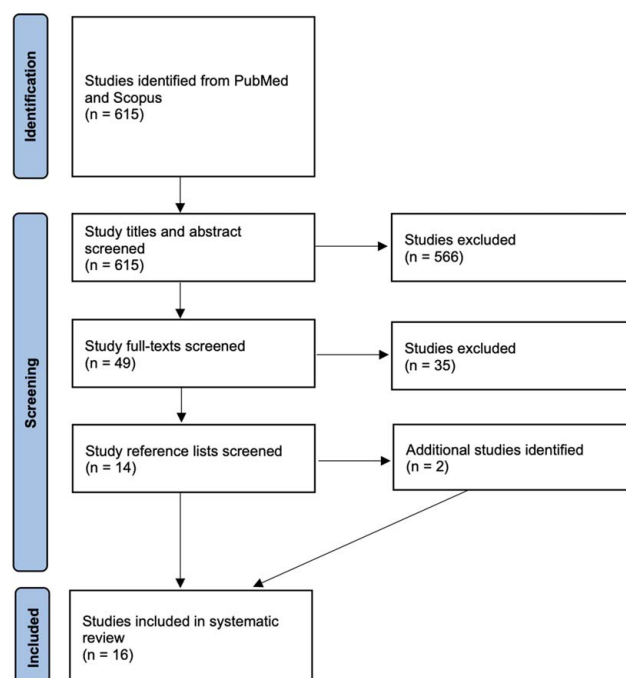 Identification
Studies identified from PubMed
and Scopus
(n = 615)
Screening
Study titles and abstract
screened
(n = 615)
Studies excluded
(n = 566)
Study full-texts screened
(n = 49)
Studies excluded
(n = 35)
Study reference lists screened
(n = 14)
Additional studies identified
(n = 2)
Included
Studies included in systematic
review
(n = 16)